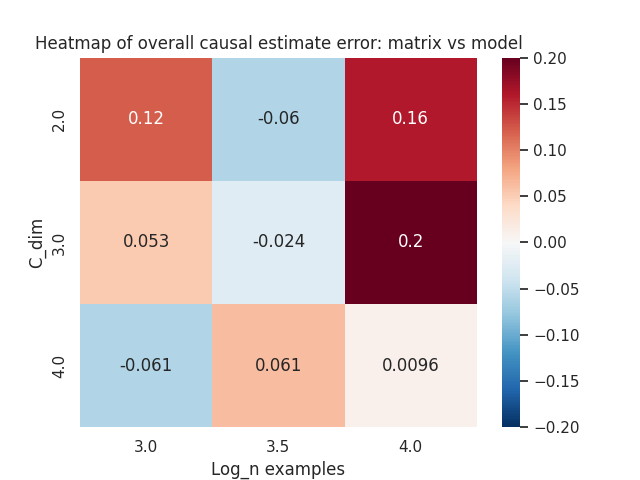 Heatmap of overall causal estimate error: matrix vs model
C_dim
2.0 0.12 -0.06 0.16
3.0 0.053 -0.024 0.2
4.0 -0.061 0.061 0.0096
3.0 3.5 4.0
Log_n examples
0.20
0.15
0.10
0.05
0.00
−0.05
−0.10
−0.15
−0.20